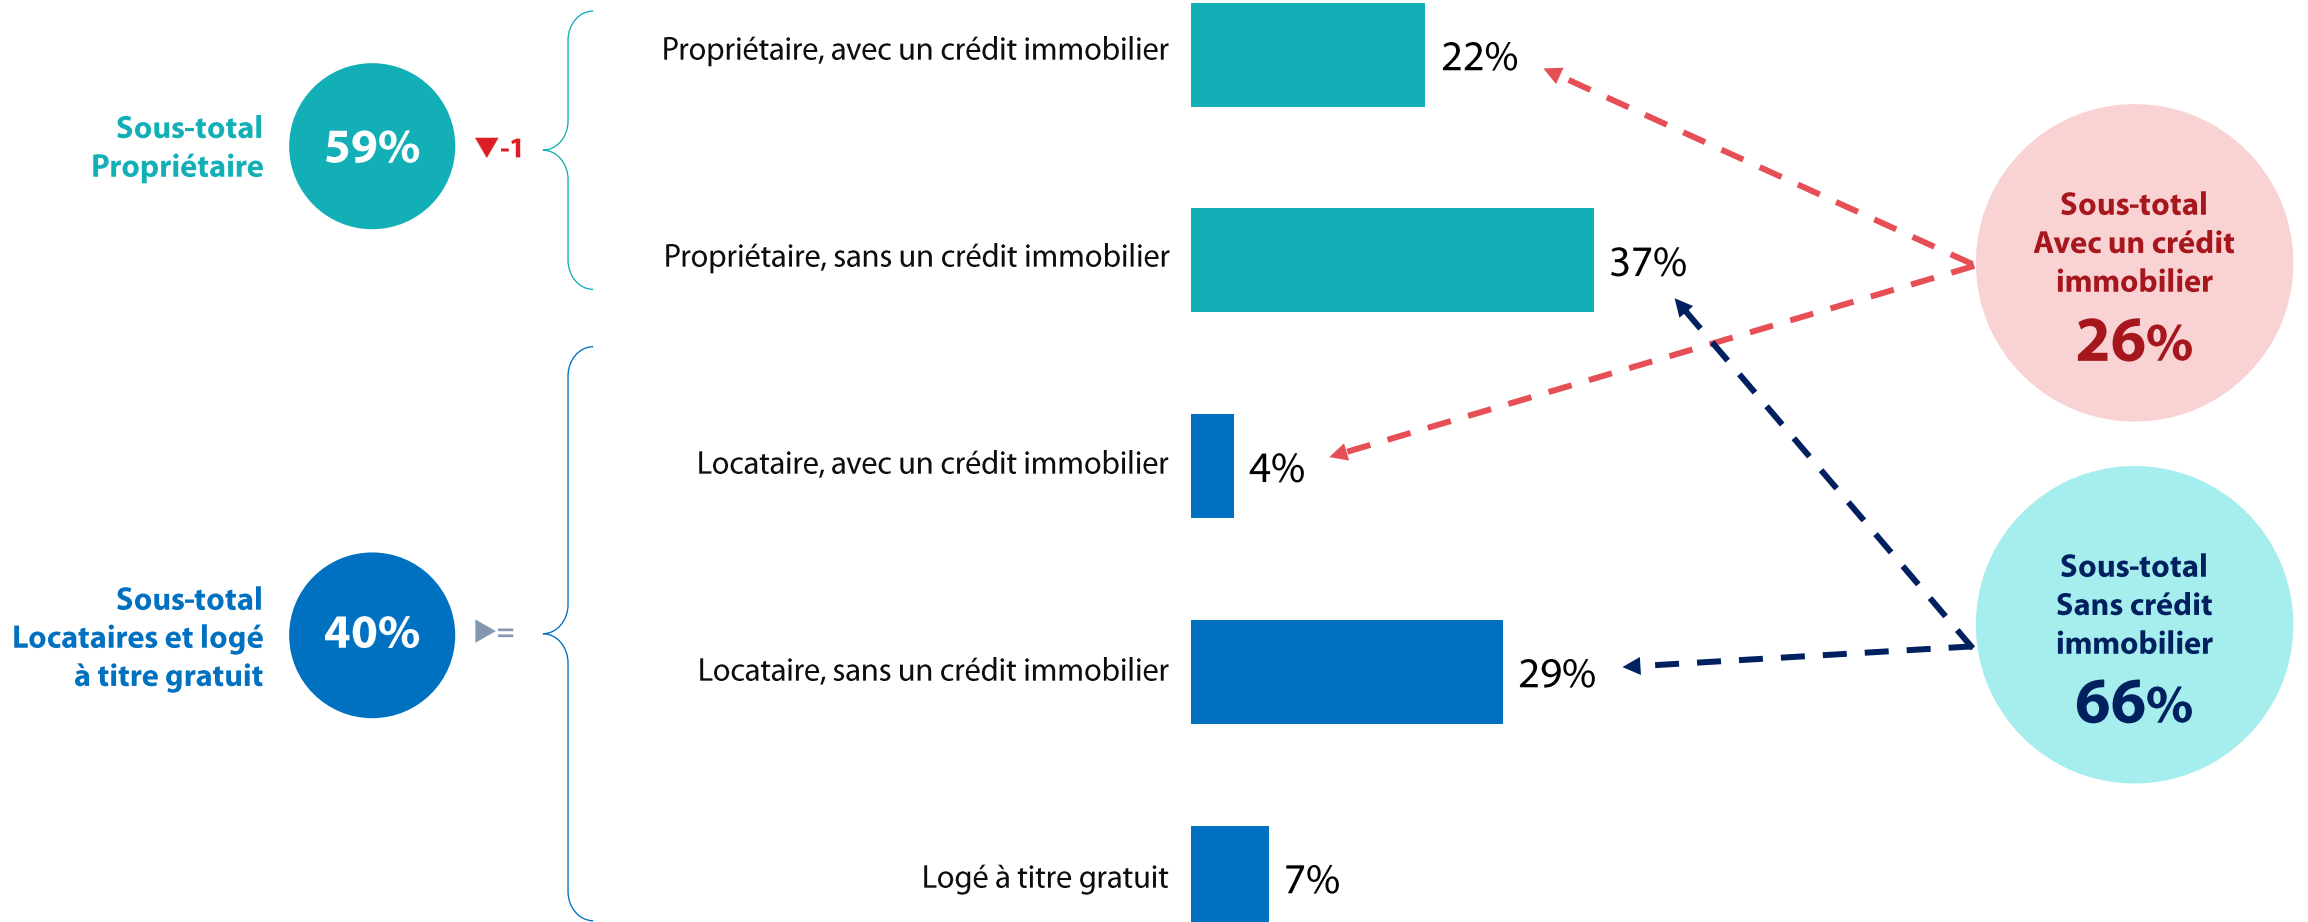 Sous-total
Propriétaire
59%
-1
Propriétaire, avec un crédit immobilier
22%
Propriétaire, sans un crédit immobilier
37%
Sous-total
Locataires et logé
à titre gratuit
40%
=
Locataire, avec un crédit immobilier
4%
Locataire, sans un crédit immobilier
29%
Logé à titre gratuit
7%
Sous-total
Avec un crédit
immobilier
26%
Sous-total
Sans crédit
immobilier
66%